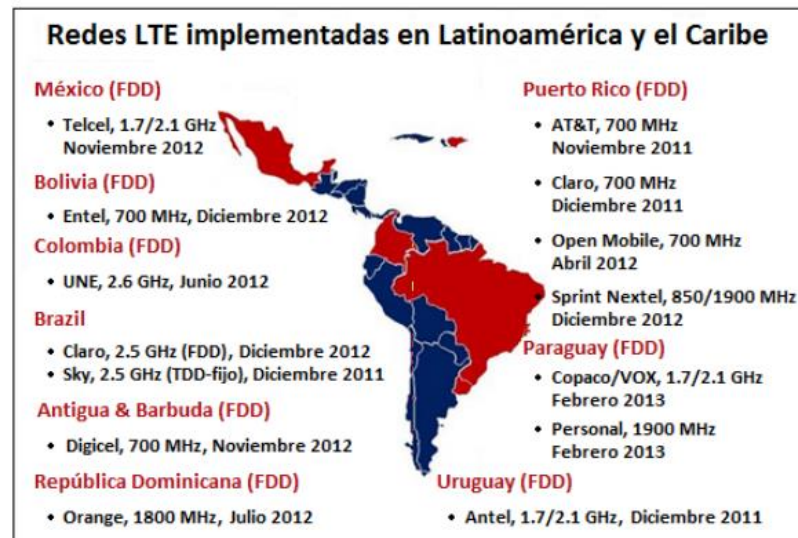 Redes LTE implementadas en Latinoamérica y el Caribe
México (FDD)
• Telcel, 1.7/2.1 GHz
Noviembre 2012
Bolivia (FDD)
• Entel, 700 MHz, Diciembre 2012
Colombia (FDD)
• UNE, 2.6 GHz, Junio 2012
Brazil
• Claro, 2.5 GHz (FDD), Diciembre 2012
• Sky, 2.5 GHz (TDD-fijo), Diciembre 2011
Antigua & Barbuda (FDD)
• Digicel, 700 MHz, Noviembre 2012
República Dominicana (FDD)
• Orange, 1800 MHz, Julio 2012
Puerto Rico (FDD)
• AT&T, 700 MHz
Noviembre 2011
• Claro, 700 MHz
Diciembre 2011
• Open Mobile, 700 MHz
Abril 2012
• Sprint Nextel, 850/1900 MHz
Diciembre 2012
Paraguay (FDD)
• Copaco/VOX, 1.7/2.1 GHz
Febrero 2013
• Personal, 1900 MHz
Febrero 2013
Uruguay (FDD)
• Antel, 1.7/2.1 GHz, Diciembre 2011